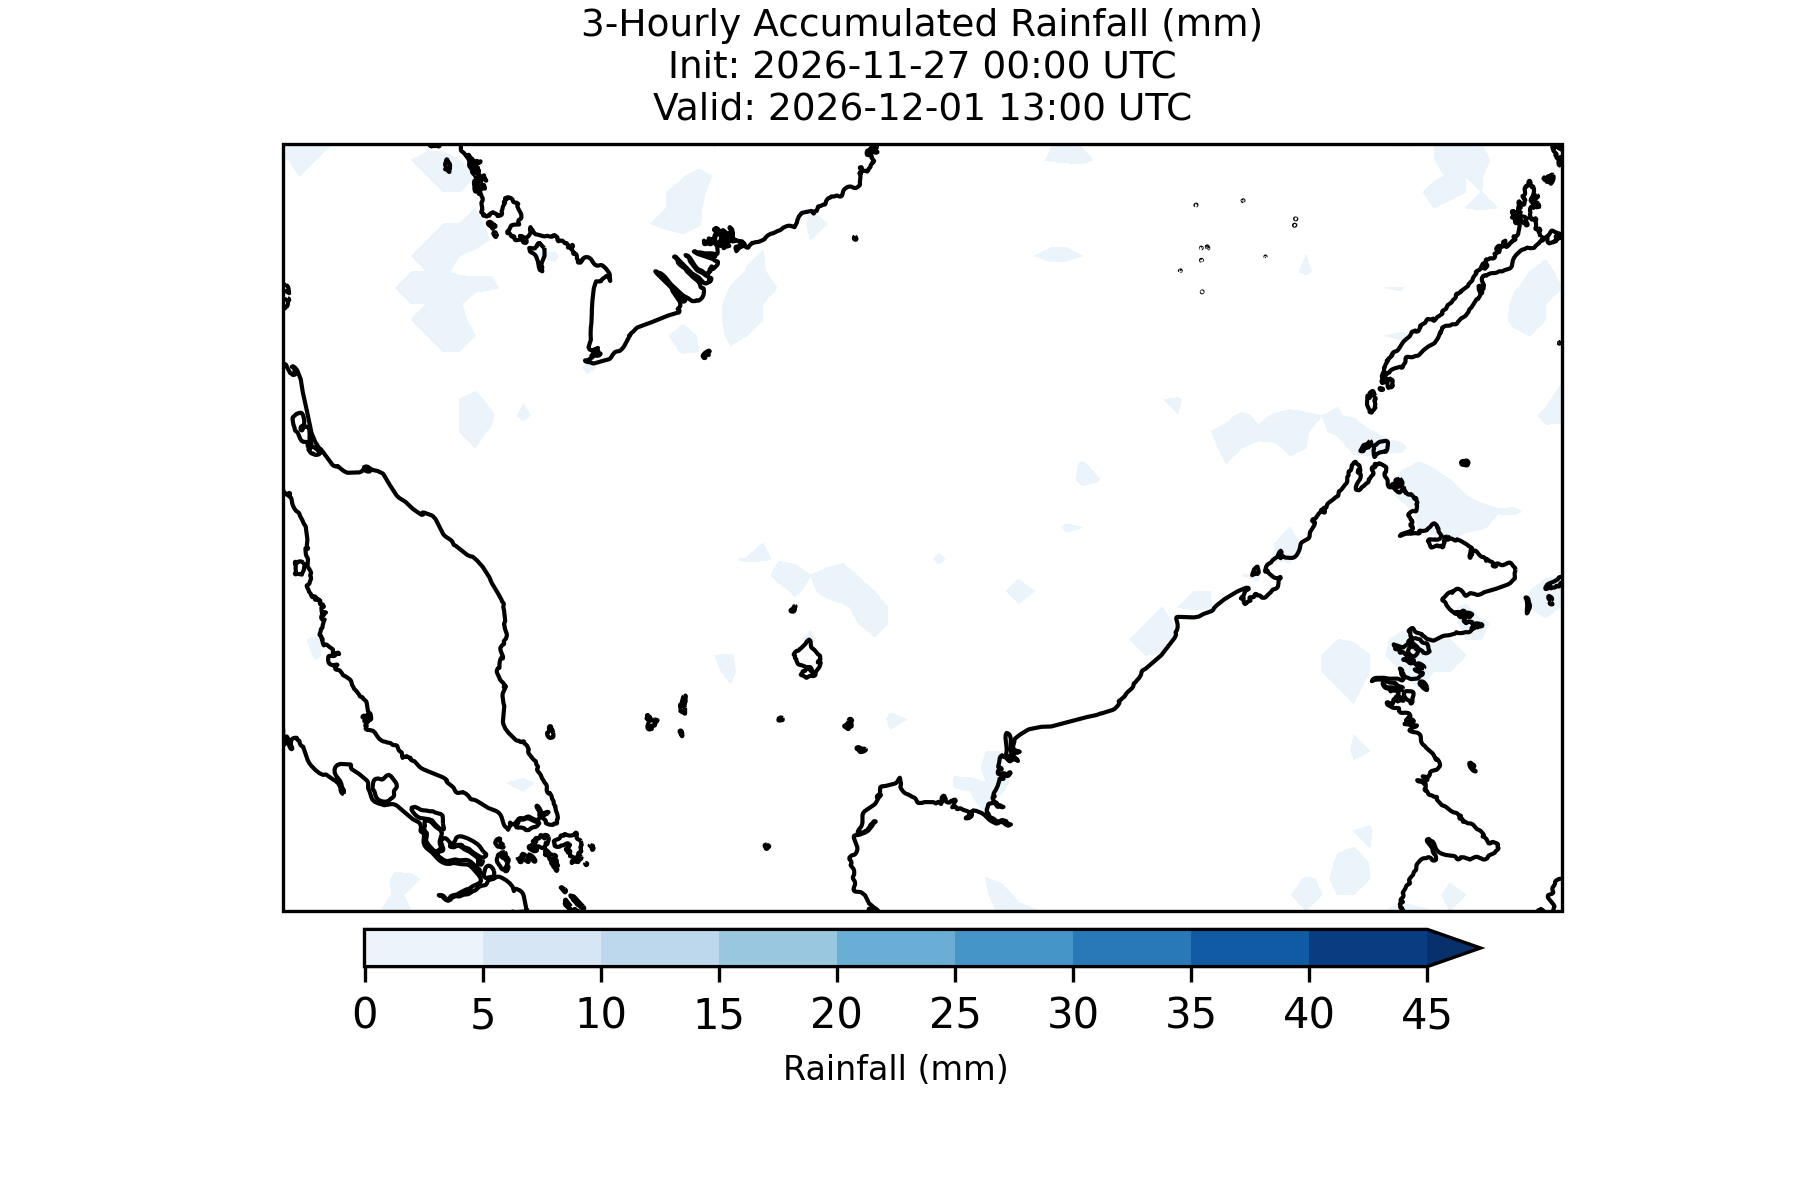 3-Hourly Accumulated Rainfall (mm)
Init: 2026-11-27 00:00 UTC
Valid: 2026-12-01 13:00 UTC
0 5 10 15 20 25 30 35 40 45
Rainfall (mm)